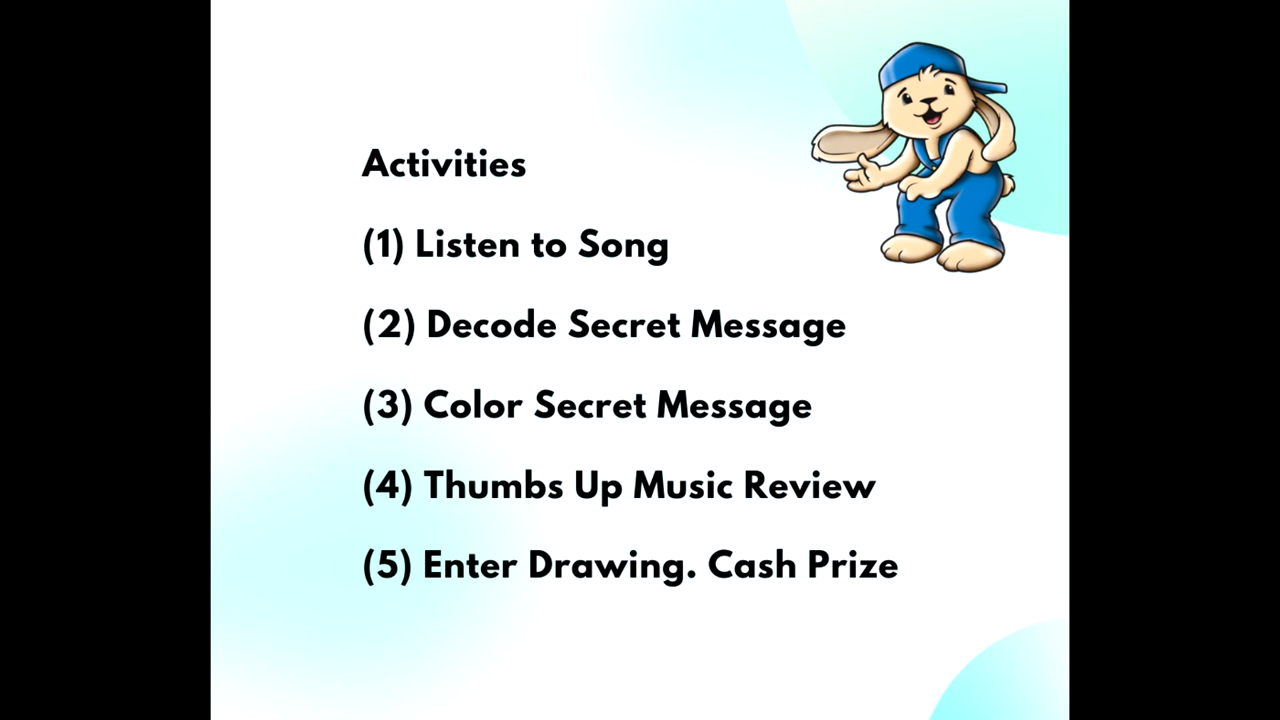 Activities
(1) Listen to Song
(2) Decode Secret Message
(3) Color Secret Message
(4) Thumbs Up Music Review
(5) Enter Drawing. Cash Prize